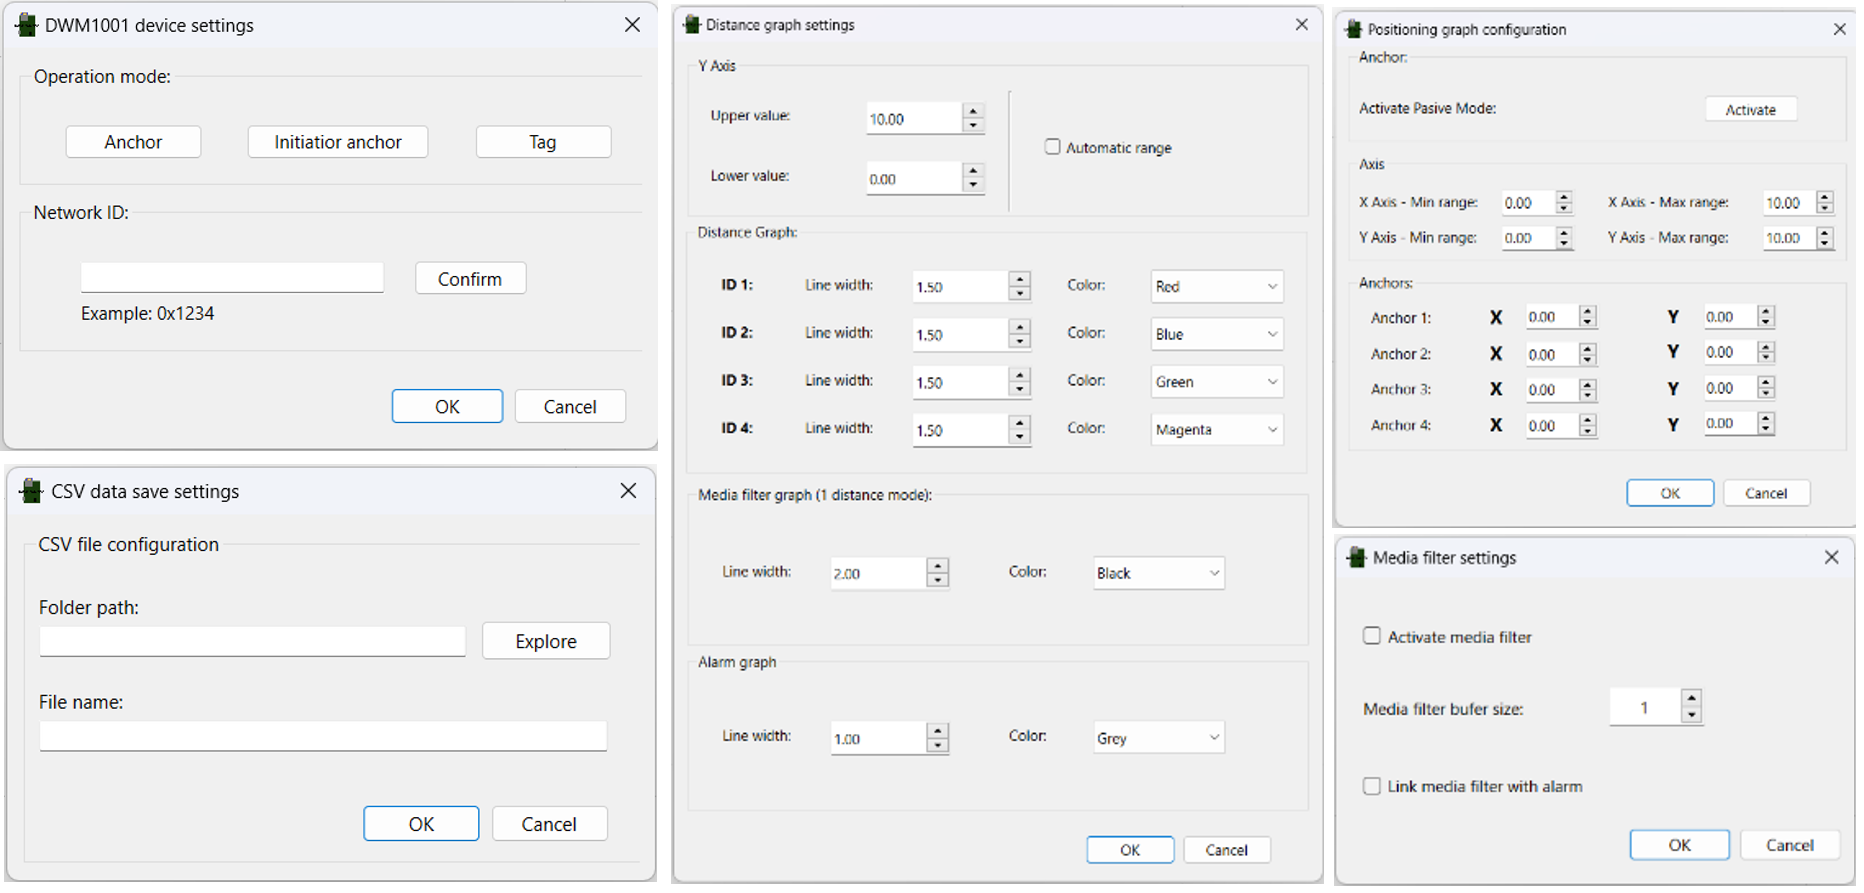 DWM1001 device settings
Operation mode:
Anchor Initiatior anchor Tag
Network ID:
Confirm
Example: 0x1234
OK Cancel
CSV data save settings
CSV file configuration
Folder path:
Explore
File name:
OK Cancel
Distance graph settings
Y Axis
Upper value: 10.00
Automatic range
Lower value: 0.00
Distance Graph:
ID 1: Line width: 1.50 Color: Red
ID 2: Line width: 1.50 Color: Blue
ID 3: Line width: 1.50 Color: Green
ID 4: Line width: 1.50 Color: Magenta
Media filter graph (1 distance mode):
Line width: 2.00 Color: Black
Alarm graph
Line width: 1.00 Color: Grey
OK Cancel
Positioning graph configuration
Anchor:
Activate Pasive Mode: Activate
Axis
X Axis - Min range: 0.00 X Axis - Max range: 10.00
Y Axis - Min range: 0.00 Y Axis - Max range: 10.00
Anchors:
Anchor 1: X 0.00 Y 0.00
Anchor 2: X 0.00 Y 0.00
Anchor 3: X 0.00 Y 0.00
Anchor 4: X 0.00 Y 0.00
OK Cancel
Media filter settings
Activate media filter
Media filter bufer size: 1
Link media filter with alarm
OK Cancel